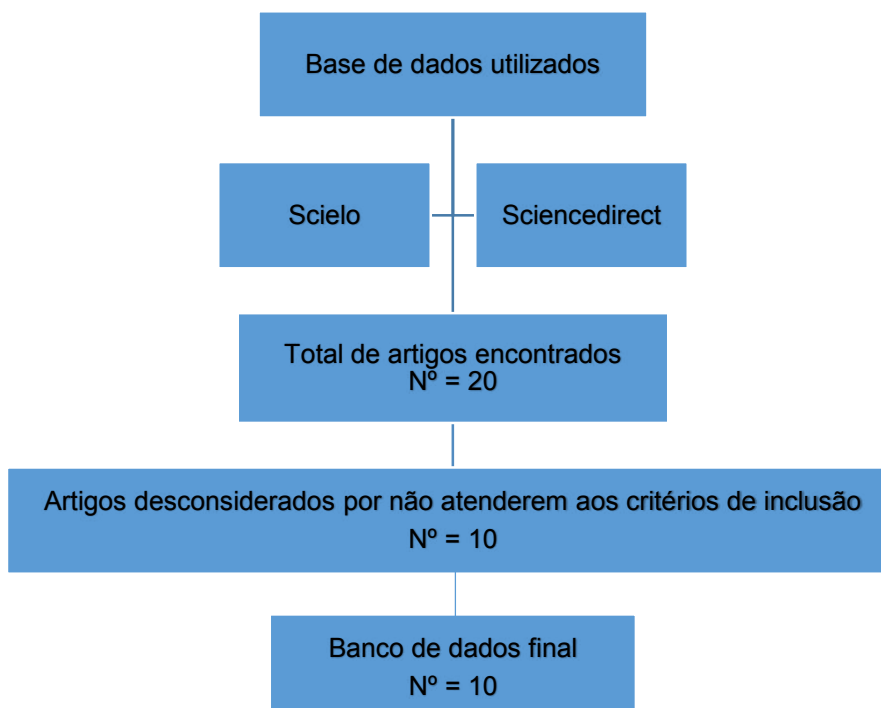 Base de dados utilizados
Scielo
Sciencedirect
Total de artigos encontrados
Nº = 20
Artigos desconsiderados por não atenderem aos critérios de inclusão
Nº = 10
Banco de dados final
Nº = 10